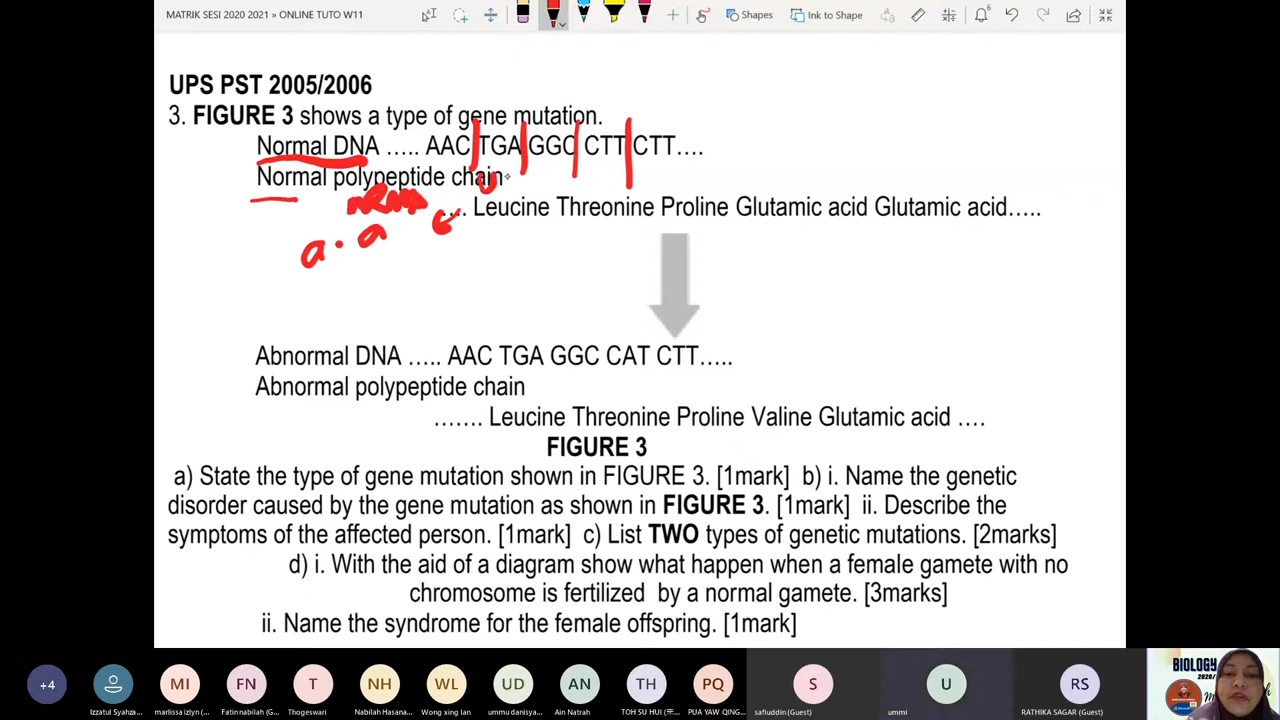 MATRIK SESI 2020 2021 » ONLINE TUTO W11
Shapes
Ink to Shape
6
UPS PST 2005/2006
3. FIGURE 3 shows a type of gene mutation.
Normal DNA ….. AAC TGA GGC CTT CTT….
Normal polypeptide chain
mRNA
…. Leucine Threonine Proline Glutamic acid Glutamic acid…..
a . a
Abnormal DNA ….. AAC TGA GGC CAT CTT…..
Abnormal polypeptide chain
……. Leucine Threonine Proline Valine Glutamic acid ….
FIGURE 3
a) State the type of gene mutation shown in FIGURE 3. [1mark] b) i. Name the genetic
disorder caused by the gene mutation as shown in FIGURE 3. [1mark] ii. Describe the
symptoms of the affected person. [1mark] c) List TWO types of genetic mutations. [2marks]
d) i. With the aid of a diagram show what happen when a female gamete with no
chromosome is fertilized by a normal gamete. [3marks]
ii. Name the syndrome for the female offspring. [1mark]
+4
MI
FN
T
NH
WL
UD
AN
TH
PQ
S
U
RS
BIOLOGY
Izzatul Syahza...
marlissa izlyn (...
Fatin nabilah (G...
Thogeswari
Nabilah Hasana...
Wong xing lan
ummu danisya...
Ain Natrah
TOH SU HUI (...
PUA YAW QING...
safiuddin (Guest)
ummi
RATHIKA SAGAR (Guest)